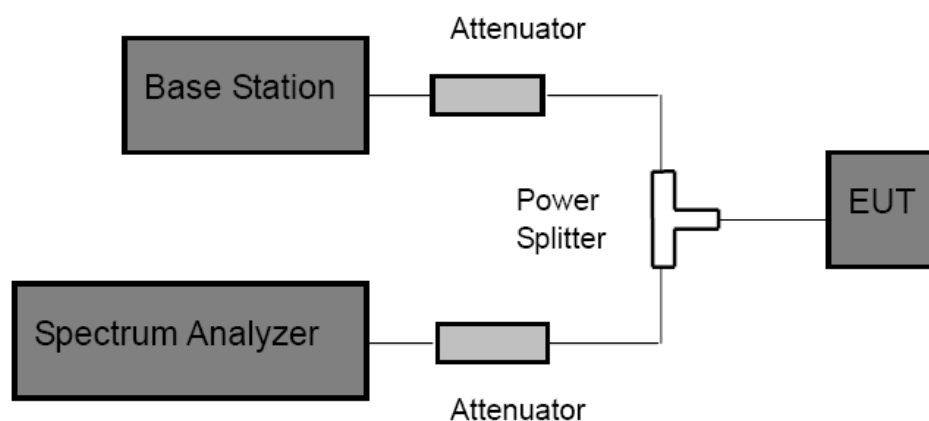 Attenuator
Base Station
Power
Splitter
EUT
Spectrum Analyzer
Attenuator